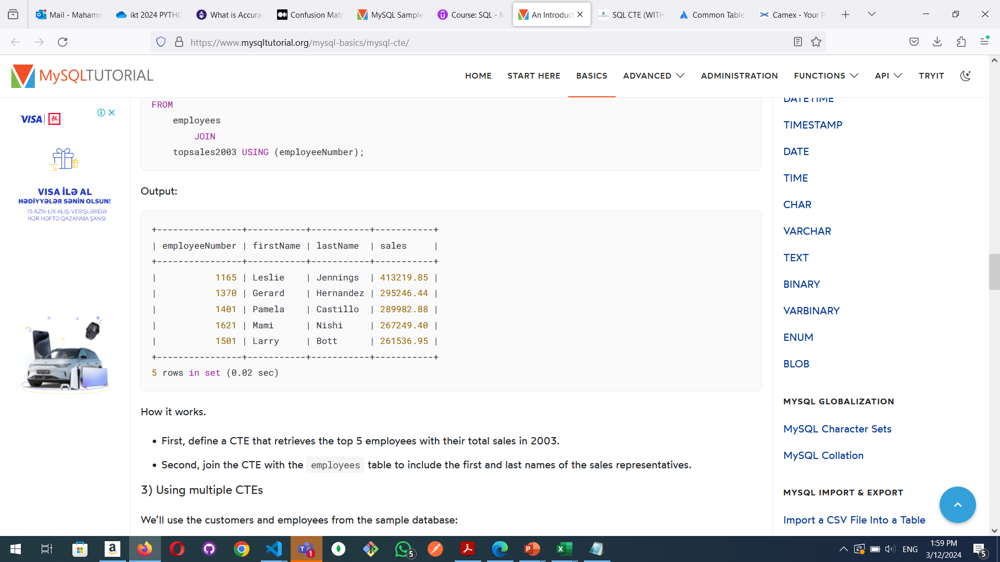 Mail - Mahamm
ikt 2024 PYTHO
What is Accurac
Confusion Matr
MySQL Sample
Course: SQL - M
An Introduct
SQL CTE (WITH
Common Table
Camex - Your P
https://www.mysqltutorial.org/mysql-basics/mysql-cte/
MySQLTUTORIAL
HOME
START HERE
BASICS
ADVANCED
ADMINISTRATION
FUNCTIONS
API
TRYIT
VISA AL
VISA İLƏ AL
HƏDİYYƏLƏR SƏNİN OLSUN!
15 AZN-LİK ALIŞ-VERİŞLƏRDƏ
HƏR HƏFTƏ QAZANMA ŞANSI
FROM
employees
JOIN
topsales2003 USING (employeeNumber);
Output:
+----------------+-----------+-----------+-----------+
| employeeNumber | firstName | lastName  | sales     |
+----------------+-----------+-----------+-----------+
|           1165 | Leslie    | Jennings  | 413219.85 |
|           1370 | Gerard    | Hernandez | 295246.44 |
|           1401 | Pamela    | Castillo  | 289982.88 |
|           1621 | Mami      | Nishi     | 267249.40 |
|           1501 | Larry     | Bott      | 261536.95 |
+----------------+-----------+-----------+-----------+
5 rows in set (0.02 sec)
How it works.
• First, define a CTE that retrieves the top 5 employees with their total sales in 2003.
• Second, join the CTE with the employees table to include the first and last names of the sales representatives.
3) Using multiple CTEs
We’ll use the customers and employees from the sample database:
DATETIME
TIMESTAMP
DATE
TIME
CHAR
VARCHAR
TEXT
BINARY
VARBINARY
ENUM
BLOB
MYSQL GLOBALIZATION
MySQL Character Sets
MySQL Collation
MYSQL IMPORT & EXPORT
Import a CSV File Into a Table
1
5
ENG
1:59 PM
3/12/2024
5